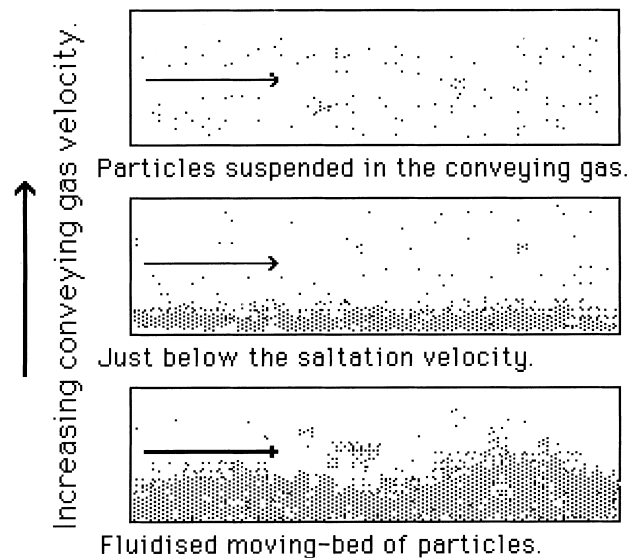 Increasing conveying gas velocity.
Particles suspended in the conveying gas.
Just below the saltation velocity.
Fluidised moving-bed of particles.